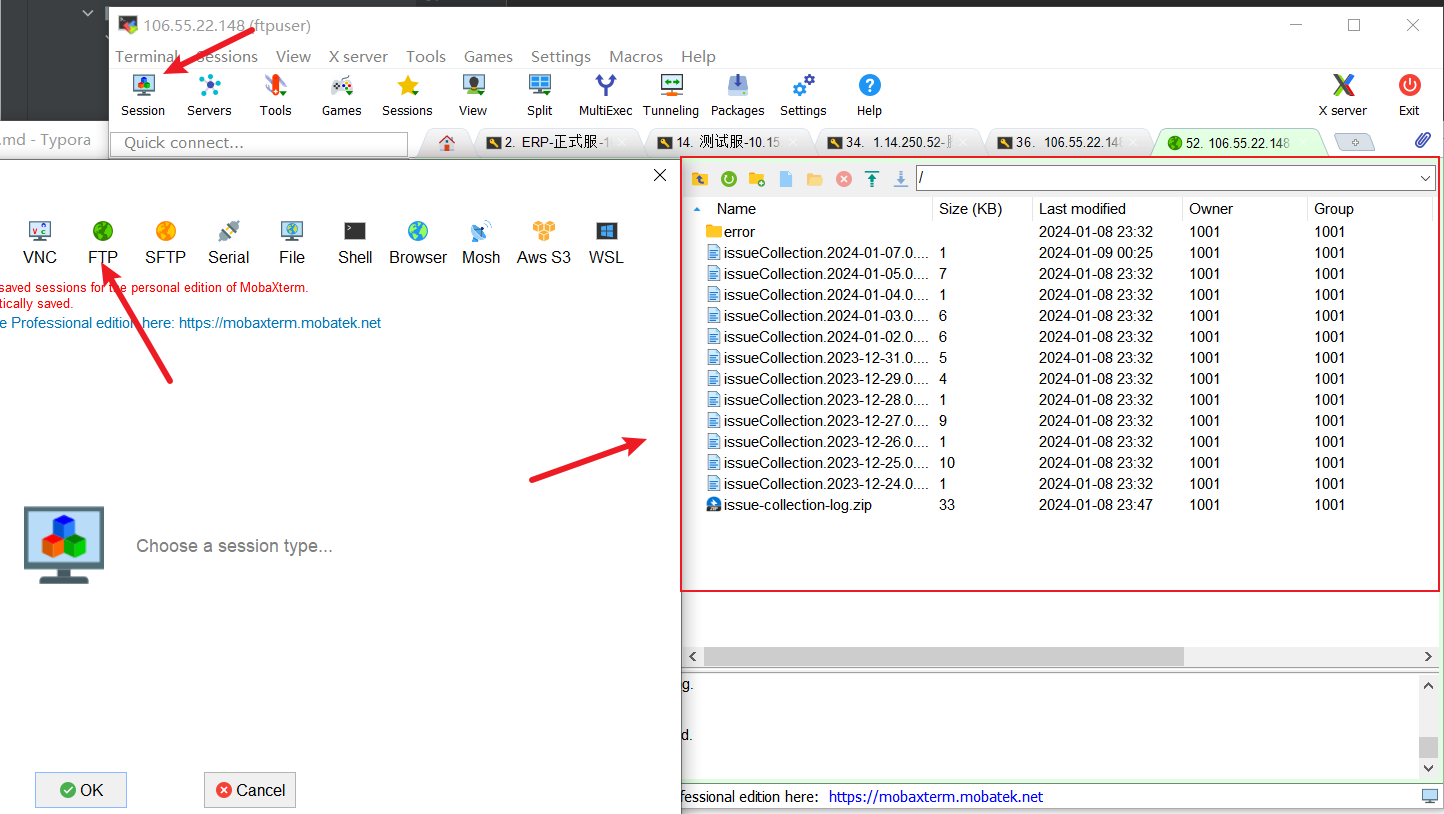 106.55.22.148 (ftpuser)
Terminal Sessions View X server Tools Games Settings Macros Help
Session Servers Tools Games Sessions View Split MultiExec Tunneling Packages Settings Help X server Exit
.md - Typora
Quick connect...
2. ERP-正式服-1
14. 测试服-10.15
34. 1.14.250.52-
36. 106.55.22.148
52. 106.55.22.148
/
VNC FTP SFTP Serial File Shell Browser Mosh Aws S3 WSL
saved sessions for the personal edition of MobaXterm.
tically saved.
e Professional edition here: https://mobaxterm.mobatek.net
Choose a session type...
OK Cancel
Name Size (KB) Last modified Owner Group
error 2024-01-08 23:32 1001 1001
issueCollection.2024-01-07.0.... 1 2024-01-09 00:25 1001 1001
issueCollection.2024-01-05.0.... 7 2024-01-08 23:32 1001 1001
issueCollection.2024-01-04.0.... 1 2024-01-08 23:32 1001 1001
issueCollection.2024-01-03.0.... 6 2024-01-08 23:32 1001 1001
issueCollection.2024-01-02.0.... 6 2024-01-08 23:32 1001 1001
issueCollection.2023-12-31.0.... 5 2024-01-08 23:32 1001 1001
issueCollection.2023-12-29.0.... 4 2024-01-08 23:32 1001 1001
issueCollection.2023-12-28.0.... 1 2024-01-08 23:32 1001 1001
issueCollection.2023-12-27.0.... 9 2024-01-08 23:32 1001 1001
issueCollection.2023-12-26.0.... 1 2024-01-08 23:32 1001 1001
issueCollection.2023-12-25.0.... 10 2024-01-08 23:32 1001 1001
issueCollection.2023-12-24.0.... 1 2024-01-08 23:32 1001 1001
issue-collection-log.zip 33 2024-01-08 23:47 1001 1001
g.
d.
fessional edition here: https://mobaxterm.mobatek.net